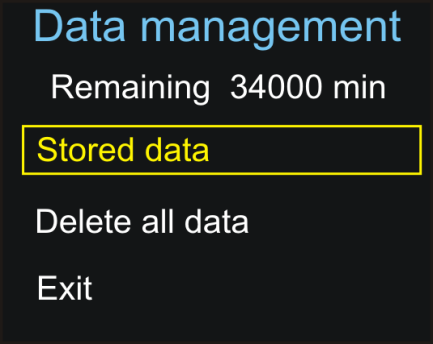 Data management
Remaining 34000 min
Stored data
Delete all data
Exit